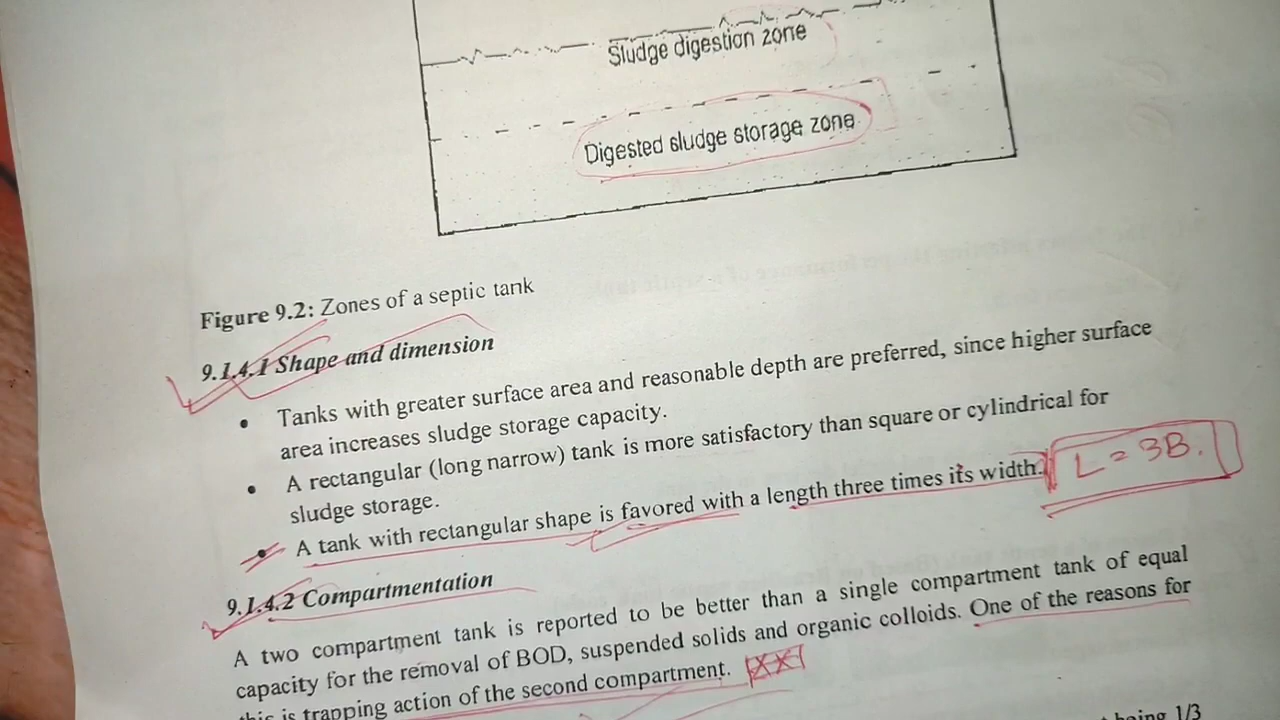 Sludge digestion zone
Digested sludge storage zone
Figure 9.2: Zones of a septic tank
9.1.4.1 Shape and dimension
• Tanks with greater surface area and reasonable depth are preferred, since higher surface
area increases sludge storage capacity.
• A rectangular (long narrow) tank is more satisfactory than square or cylindrical for
sludge storage.
• A tank with rectangular shape is favored with a length three times its width.
L = 3B.
9.1.4.2 Compartmentation
A two compartment tank is reported to be better than a single compartment tank of equal
capacity for the removal of BOD, suspended solids and organic colloids. One of the reasons for
this is trapping action of the second compartment. XX
being 1/3